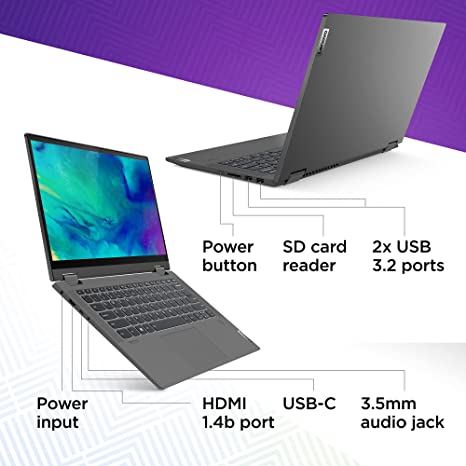 Lenovo
Power button
SD card reader
2x USB 3.2 ports
Power input
HDMI 1.4b port
USB-C
3.5mm audio jack